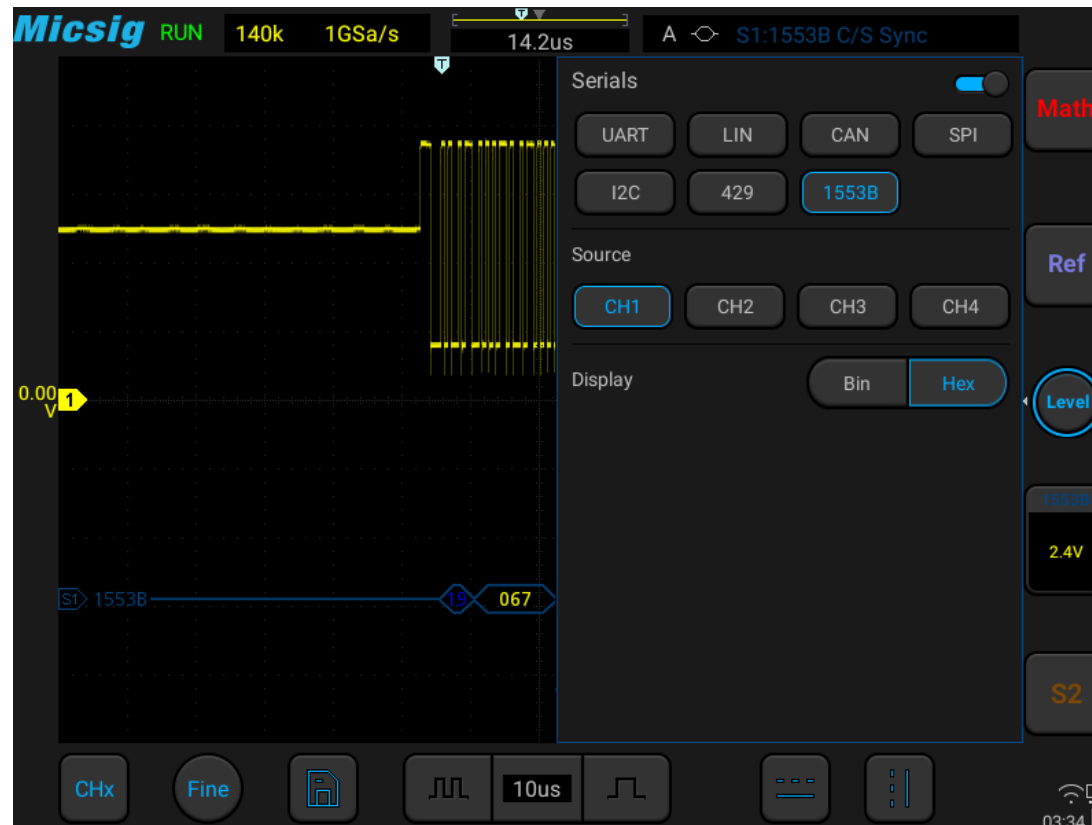 Micsig RUN 140k 1GSa/s T 14.2us A S1:1553B C/S Sync
T
Serials
Math
UART LIN CAN SPI
I2C 429 1553B
Source
Ref
CH1 CH2 CH3 CH4
Display Bin Hex
0.00 1 Level
V
1553B
2.4V
S1 1553B 19 067
S2
CHx Fine 10us
03:34